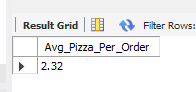 Result Grid Filter Rows:
Avg_Pizza_Per_Order
2.32